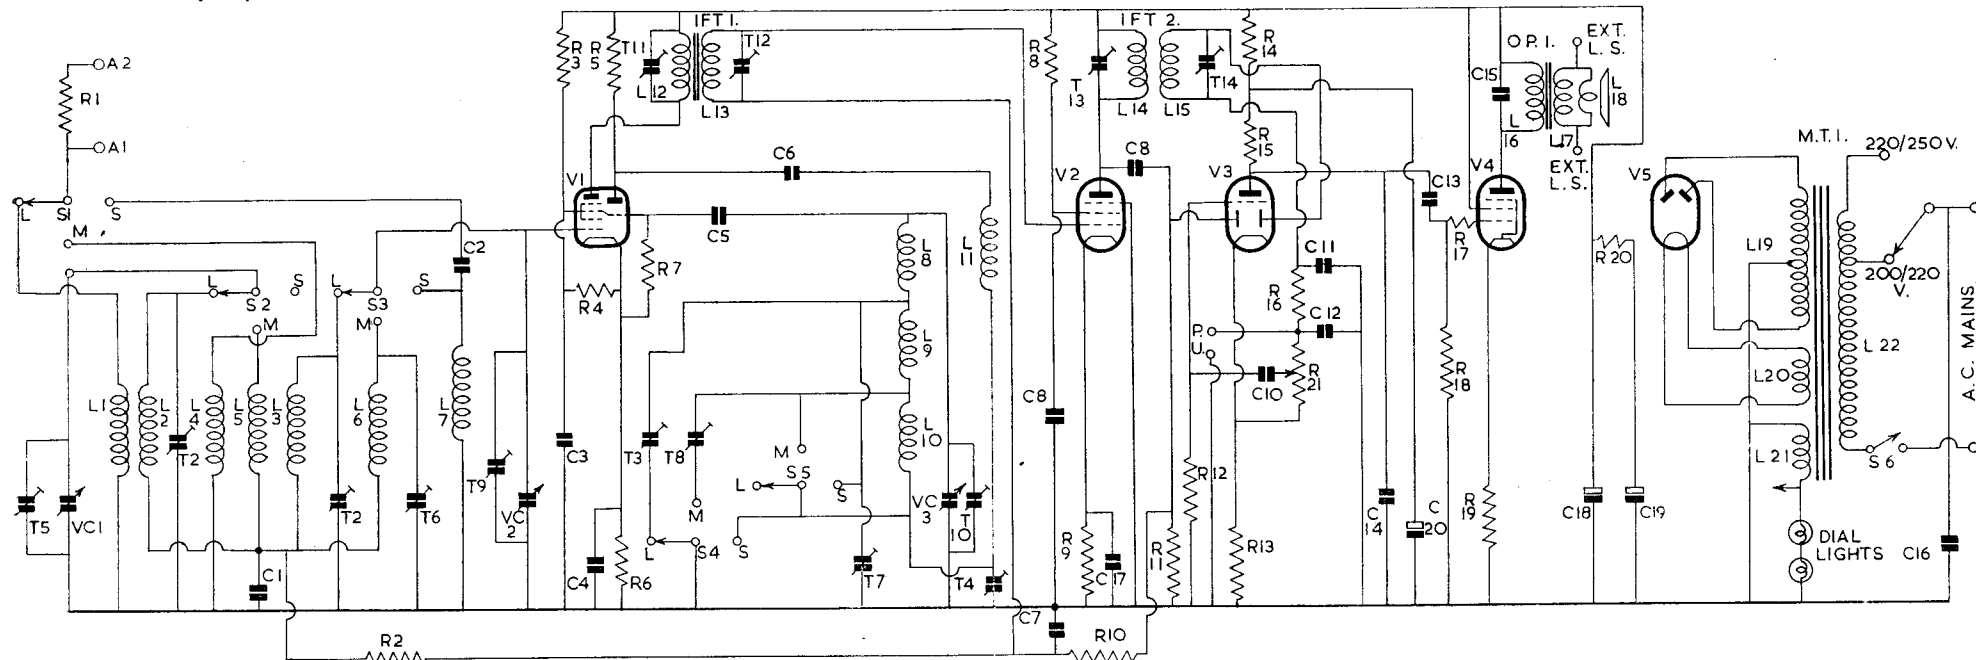 A2
R1
A1
L
S1
S
M
C2
L
S2
S
L
S3
S
M
M
L1
L2
L4
L5
L3
L6
L7
T2
T5
VC1
T2
T6
T9
VC2
C1
R2
R3
R5
T11
IFT 1.
T12
L12
L13
V1
C6
C5
R7
R4
L8
L11
L9
L10
C3
T3
T8
M
S5
L
S
M
L
S4
S
C4
R6
T7
VC3
T10
T4
R8
IFT 2.
T13
L14
L15
T14
R14
R15
V2
C8
V3
C11
R16
C12
P.
U.
C10
R21
C8
R12
R9
C17
R11
R13
C7
R10
C14
C20
C13
R17
R18
R19
V4
C15
OP.1.
L16
L17
L18
EXT.
L.S.
EXT.
L.S.
R20
C18
C19
V5
M.T.1.
220/250 V.
200/220
V.
L19
L20
L21
L22
S6
DIAL
LIGHTS
C16
A.C. MAINS